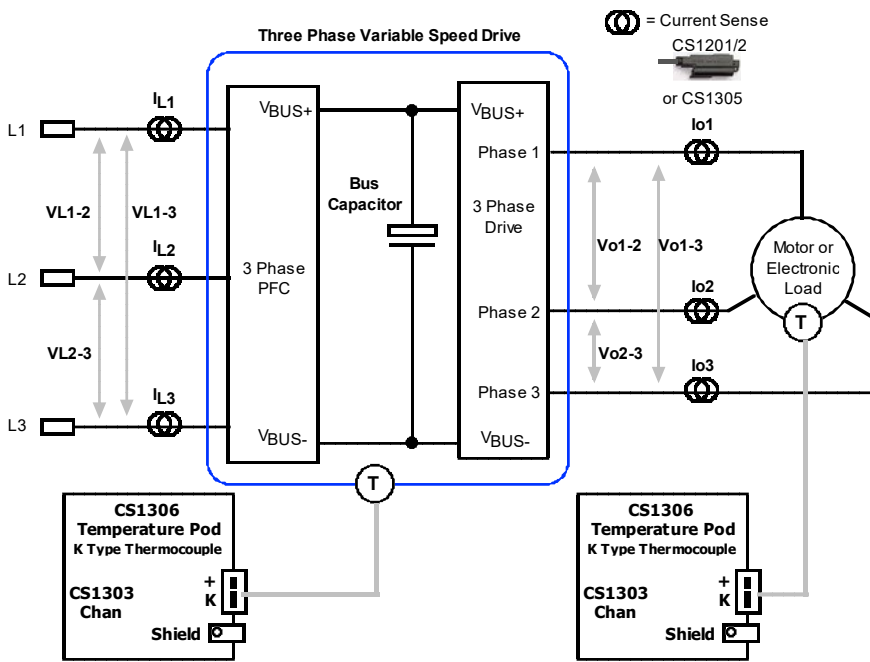 = Current Sense
CS1201/2
or CS1305
Three Phase Variable Speed Drive
IL1
VBUS+
VBUS+
L1
Phase 1
Io1
VL1-2
VL1-3
Bus
Capacitor
3 Phase
Drive
Vo1-2
Vo1-3
Motor or
Electronic
Load
IL2
L2
3 Phase
PFC
Phase 2
Io2
T
VL2-3
Vo2-3
Io3
IL3
Phase 3
L3
VBUS-
VBUS-
T
CS1306
Temperature Pod
K Type Thermocouple
+
K
CS1303
Chan
Shield
CS1306
Temperature Pod
K Type Thermocouple
+
K
CS1303
Chan
Shield